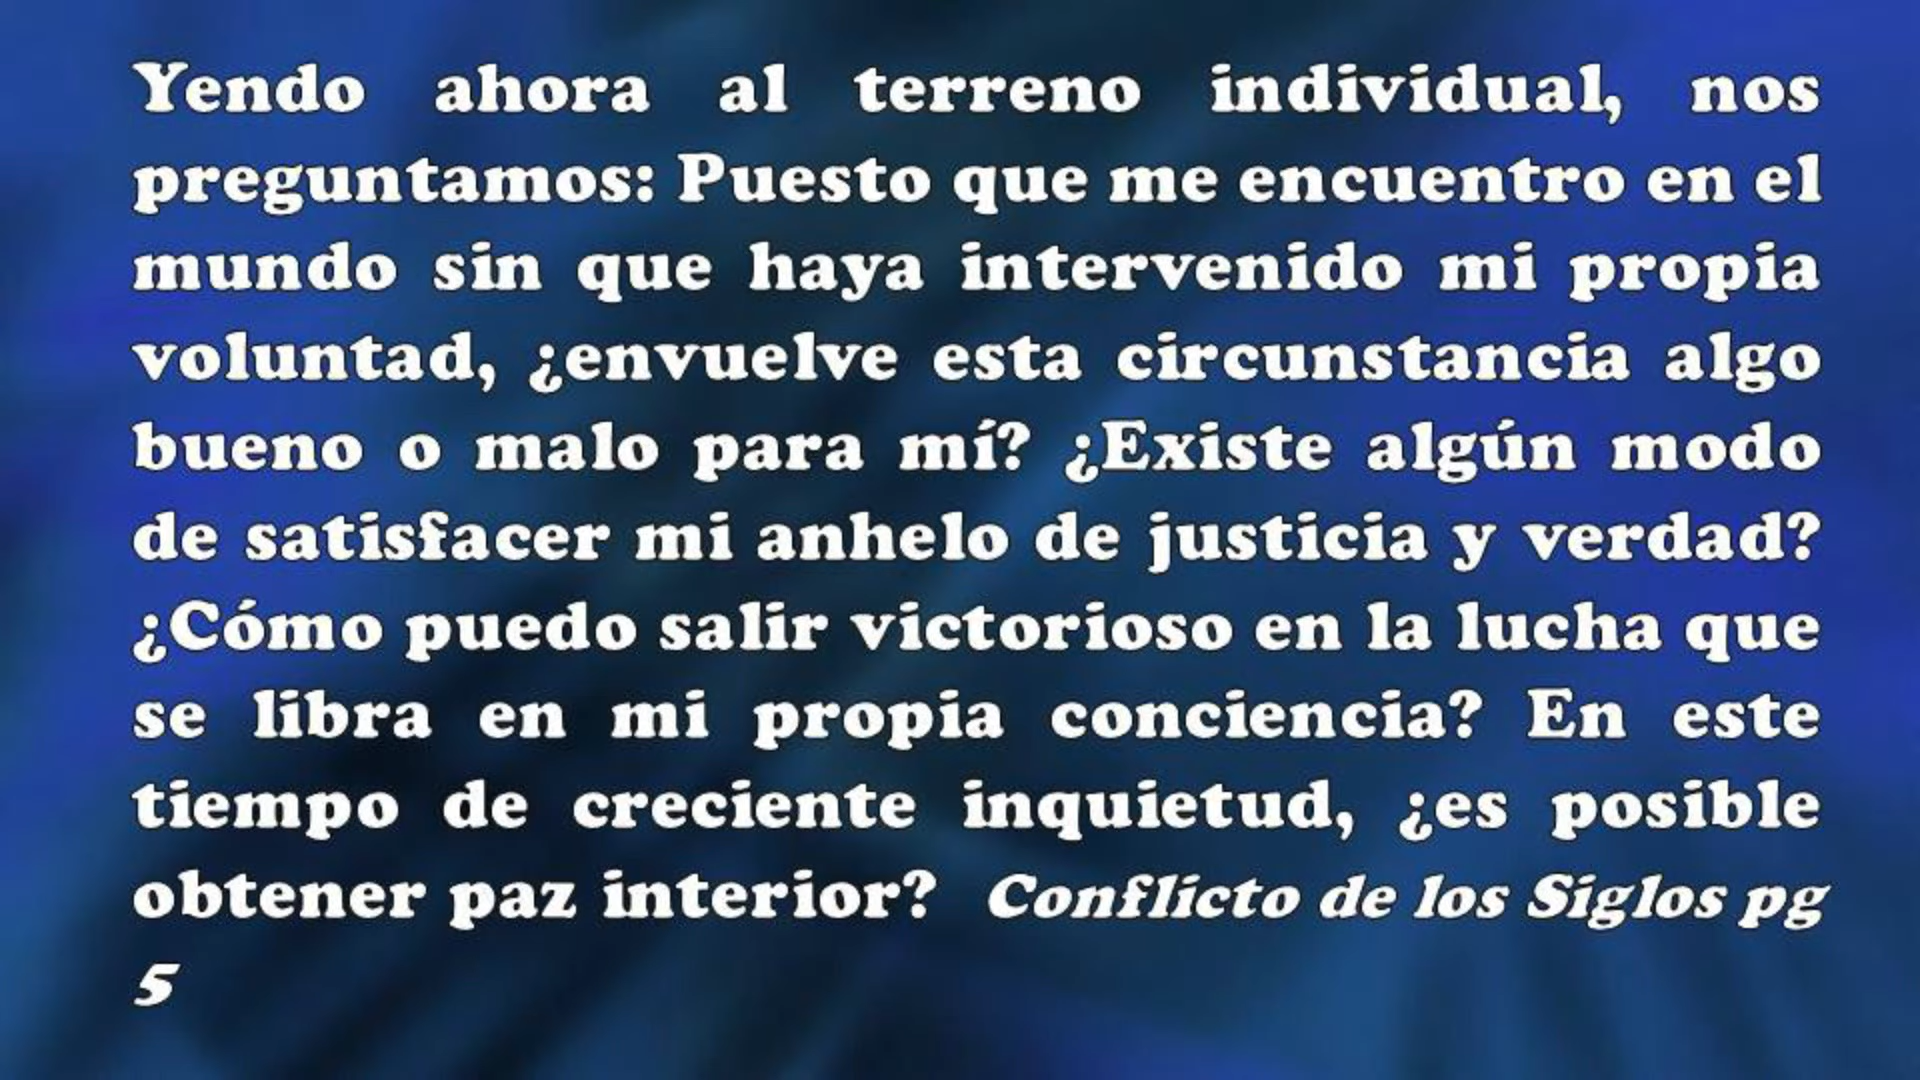 Yendo ahora al terreno individual, nos
preguntamos: Puesto que me encuentro en el
mundo sin que haya intervenido mi propia
voluntad, ¿envuelve esta circunstancia algo
bueno o malo para mí? ¿Existe algún modo
de satisfacer mi anhelo de justicia y verdad?
¿Cómo puedo salir victorioso en la lucha que
se libra en mi propia conciencia? En este
tiempo de creciente inquietud, ¿es posible
obtener paz interior? Conflicto de los Siglos pg
5